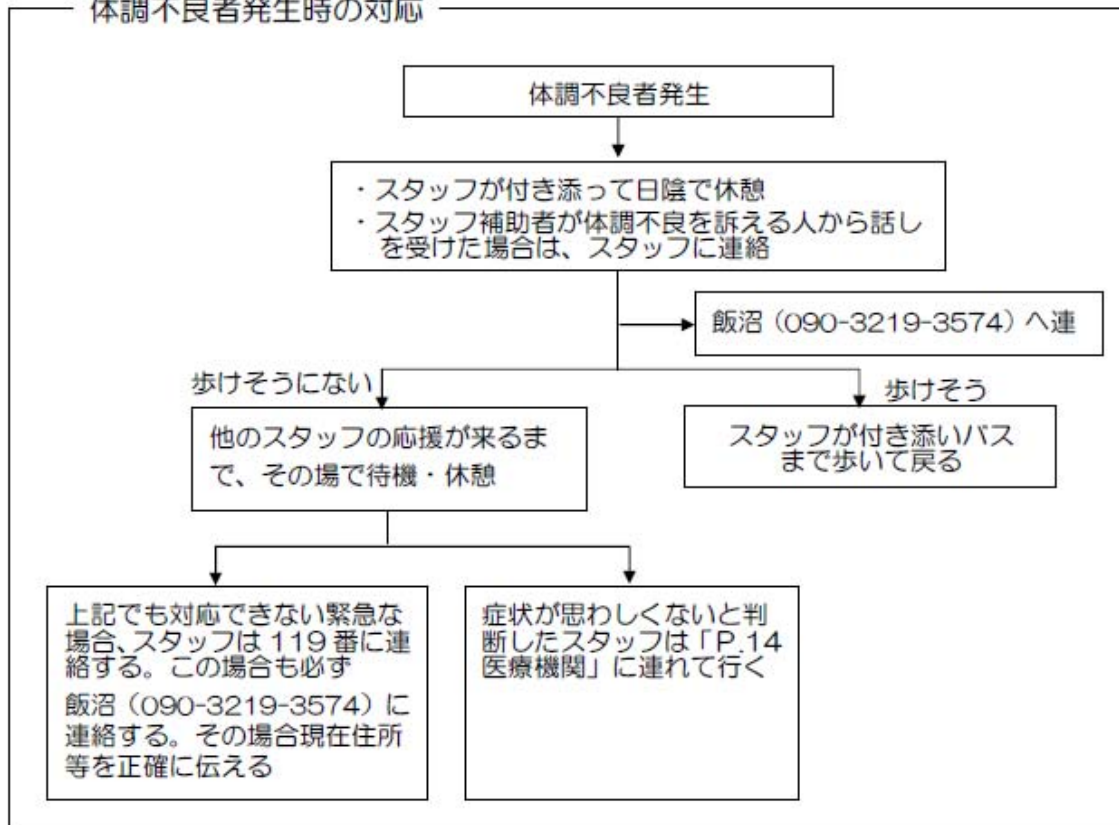 体調不良者発生時の対応
体調不良者発生
・スタッフが付き添って日陰で休憩
・スタッフ補助者が体調不良を訴える人から話し
を受けた場合は、スタッフに連絡
飯沼（090-3219-3574）へ連
歩けそうにない
歩けそう
他のスタッフの応援が来るま
で、その場で待機・休憩
スタッフが付き添いバス
まで歩いて戻る
上記でも対応できない緊急な
場合、スタッフは 119 番に連
絡する。この場合も必ず
飯沼（090-3219-3574）に
連絡する。その場合現在住所
等を正確に伝える
症状が思わしくないと判
断したスタッフは「P.14
医療機関」に連れて行く